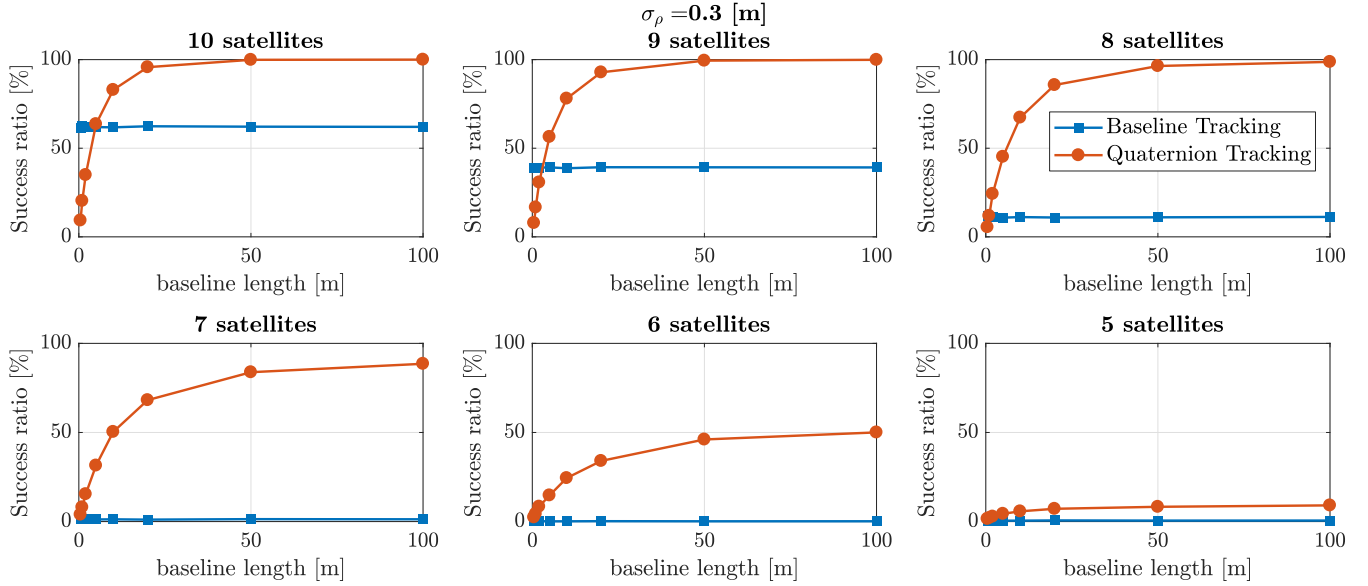 σρ =0.3 [m]
10 satellites
9 satellites
8 satellites
Success ratio [%]
100
50
0
0
50
100
baseline length [m]
Success ratio [%]
100
50
0
0
50
100
baseline length [m]
Success ratio [%]
100
50
0
0
50
100
baseline length [m]
Baseline Tracking
Quaternion Tracking
7 satellites
6 satellites
5 satellites
Success ratio [%]
100
50
0
0
50
100
baseline length [m]
Success ratio [%]
100
50
0
0
50
100
baseline length [m]
Success ratio [%]
100
50
0
0
50
100
baseline length [m]